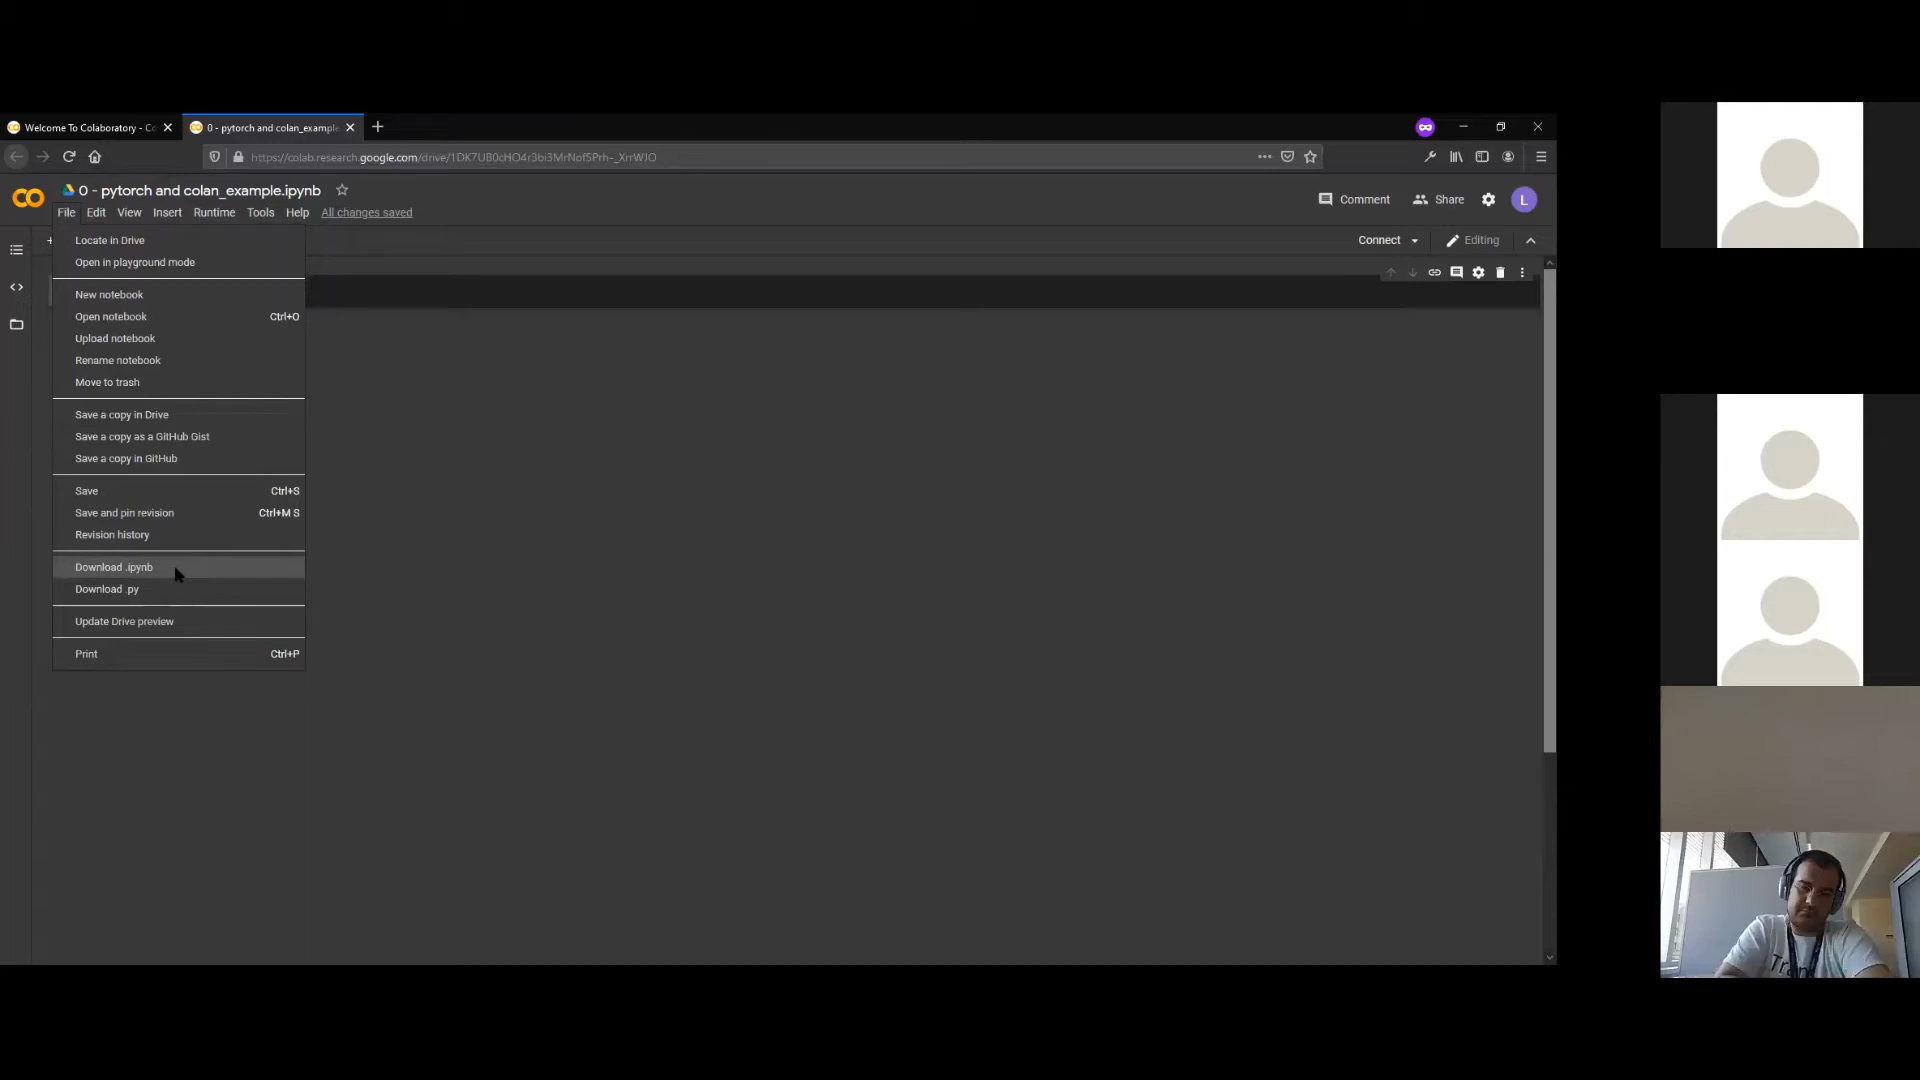 Welcome To Colaboratory - Co
0 - pytorch and colan_example
https://colab.research.google.com/drive/1DK7UB0cHO4r3bi3MrNof5Prh-_XrrWJO
0 - pytorch and colan_example.ipynb
Comment
Share
L
File Edit View Insert Runtime Tools Help All changes saved
Connect
Editing
Locate in Drive
Open in playground mode
New notebook
Open notebook Ctrl+O
Upload notebook
Rename notebook
Move to trash
Save a copy in Drive
Save a copy as a GitHub Gist
Save a copy in GitHub
Save Ctrl+S
Save and pin revision Ctrl+M S
Revision history
Download .ipynb
Download .py
Update Drive preview
Print Ctrl+P